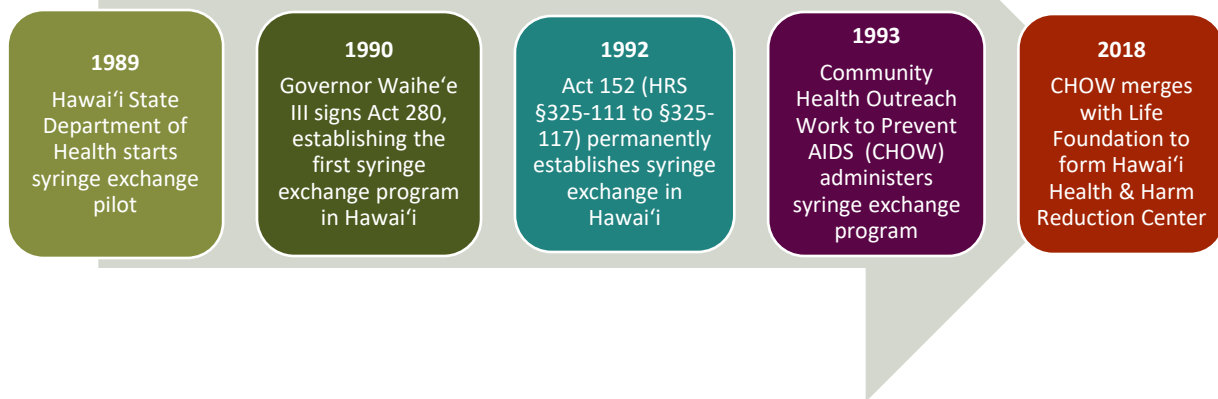 1989
Hawaiʻi State
Department of
Health starts
syringe exchange
pilot
1990
Governor Waiheʻe
III signs Act 280,
establishing the
first syringe
exchange program
in Hawaiʻi
1992
Act 152 (HRS
§325-111 to §325-
117) permanently
establishes syringe
exchange in
Hawaiʻi
1993
Community
Health Outreach
Work to Prevent
AIDS (CHOW)
administers
syringe exchange
program
2018
CHOW merges
with Life
Foundation to
form Hawaiʻi
Health & Harm
Reduction Center